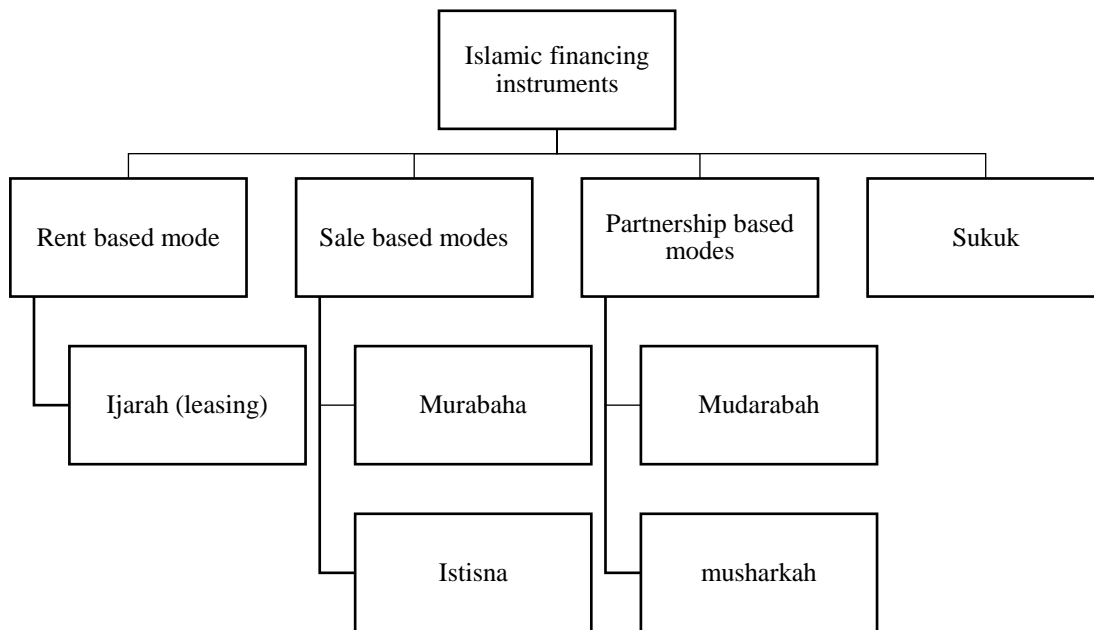 Islamic financing
instruments
Rent based mode
Sale based modes
Partnership based
modes
Sukuk
Ijarah (leasing)
Murabaha
Mudarabah
Istisna
musharkah